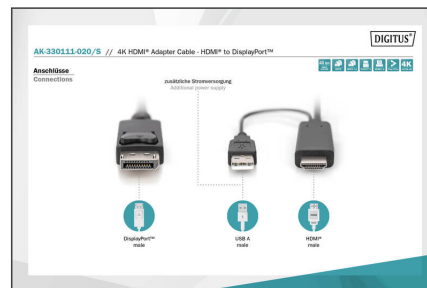 DIGITUS®
AK-330111-020/S // 4K HDMI® Adapter Cable - HDMI® to DisplayPort™
4K
Anschlüsse
Connections
zusätzliche Stromversorgung
Additional power supply
DisplayPort™
male
USB A
male
HDMI®
male